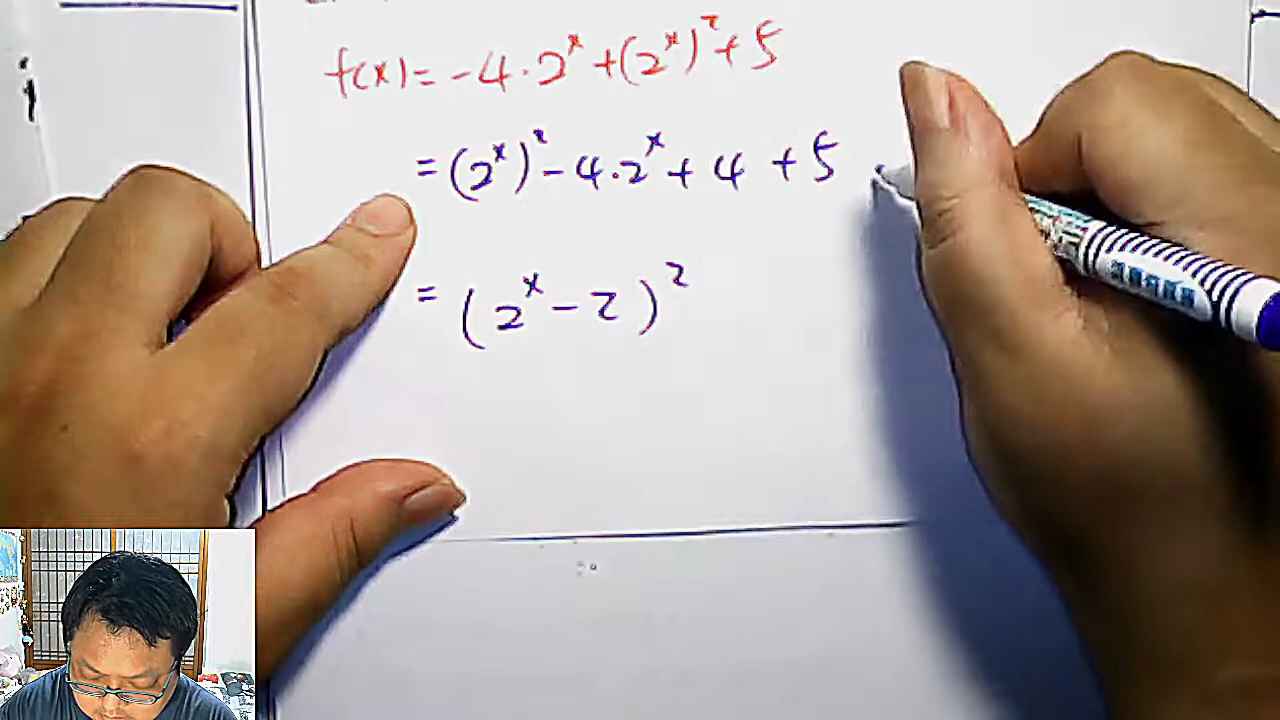 f(x) = -4·2^x + (2^x)^2 + 5
= (2^x)^2 - 4·2^x + 4 + 5
= (2^x - 2)^2